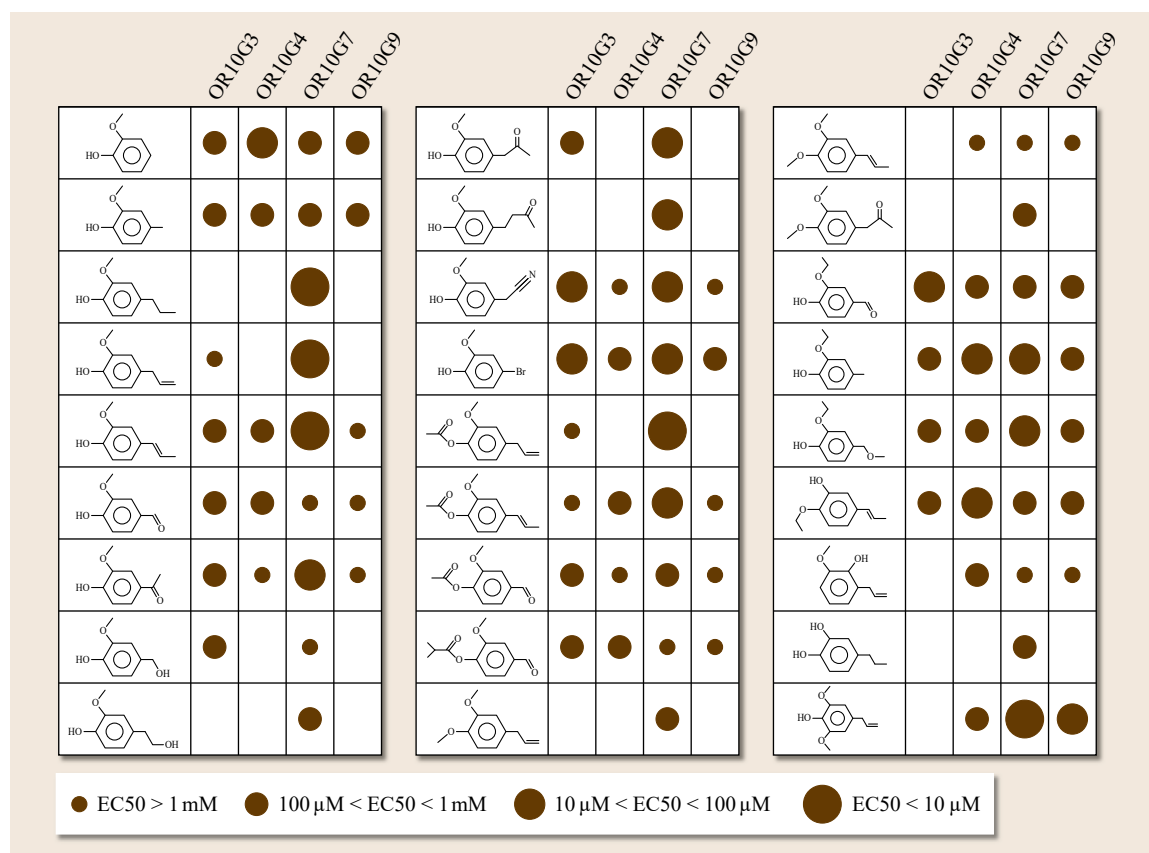 OR10G3 OR10G4 OR10G7 OR10G9 OR10G3 OR10G4 OR10G7 OR10G9 OR10G3 OR10G4 OR10G7 OR10G9
O HO
O HO O
O O
O HO
O HO O
O O
O HO
O HO N
O HO O
O HO
O HO Br
O HO
O HO
O O O
O HO O
O HO O
O O O
HO O
O HO O
O O O O
O OH
O HO OH
O O O O
HO HO
O HO OH
O O
O HO O
EC50 > 1 mM 100 µM < EC50 < 1 mM 10 µM < EC50 < 100 µM EC50 < 10 µM